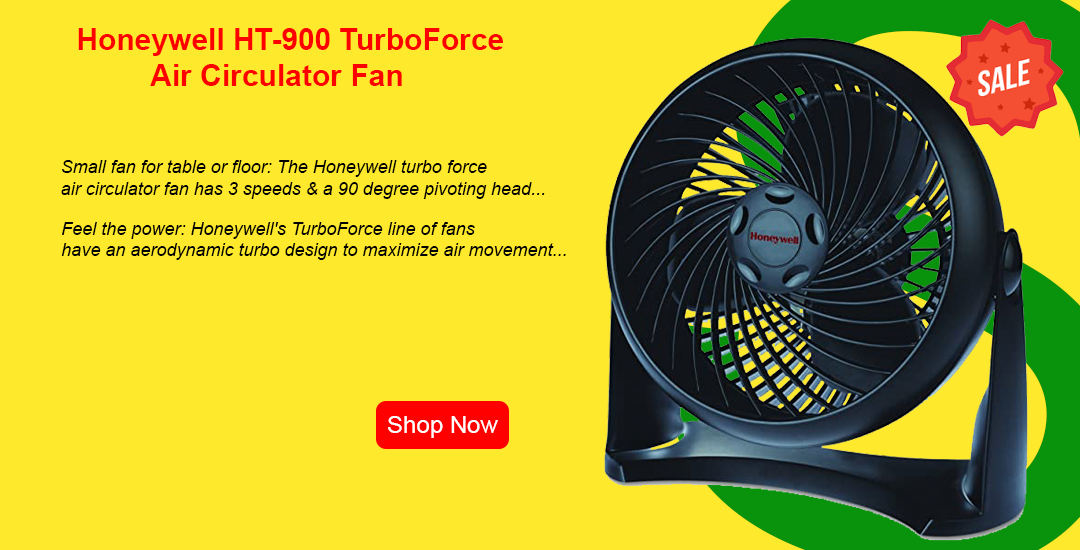 Honeywell HT-900 TurboForce
Air Circulator Fan
SALE
Small fan for table or floor: The Honeywell turbo force
air circulator fan has 3 speeds & a 90 degree pivoting head...
Feel the power: Honeywell's TurboForce line of fans
have an aerodynamic turbo design to maximize air movement...
Honeywell
Shop Now